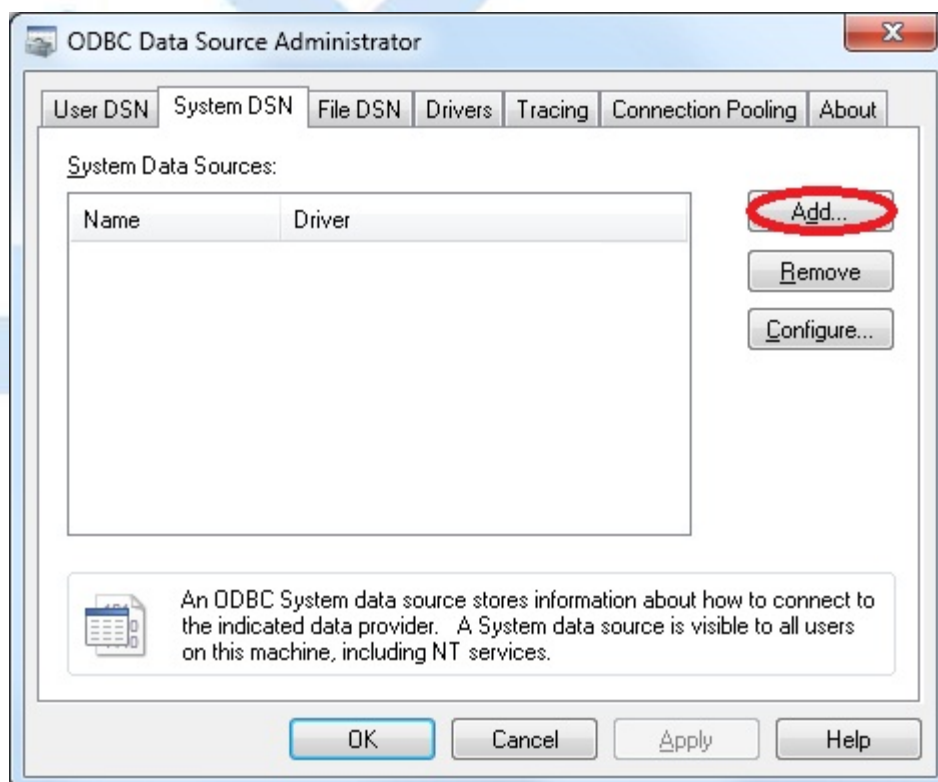 ODBC Data Source Administrator
User DSN System DSN File DSN Drivers Tracing Connection Pooling About
System Data Sources:
Name Driver
Add...
Remove
Configure...
An ODBC System data source stores information about how to connect to
the indicated data provider. A System data source is visible to all users
on this machine, including NT services.
OK Cancel Apply Help